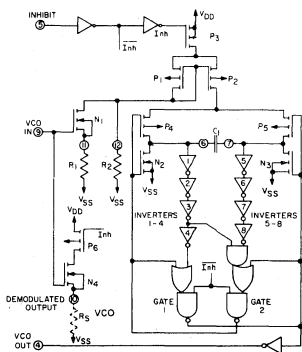 INHIBIT
5
Inh
Inh
VDD
P3
P1
P2
VCO
IN 9
N1
11
12
R1
R2
VSS
VSS
P4
P5
6
C1
7
N2
N3
VSS
VSS
1
2
3
4
5
6
7
8
INVERTERS
1-4
INVERTERS
5-8
VDD
P6
Inh
N4
10
DEMODULATED
OUTPUT
RS
VCO
VSS
Inh
GATE
1
GATE
2
VCO
OUT 4